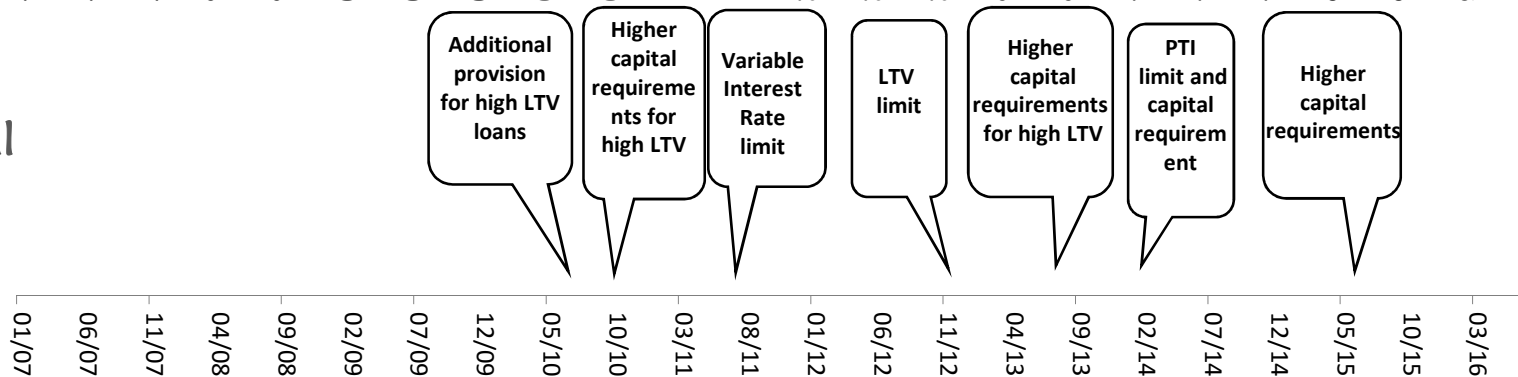 Additional
provision
for high LTV
loans
Higher
capital
requireme
nts for
high LTV
Variable
Interest
Rate
limit
LTV
limit
Higher
capital
requirements
for high LTV
PTI
limit and
capital
requirem
ent
Higher
capital
requirements
01/07
06/07
11/07
04/08
09/08
02/09
07/09
12/09
05/10
10/10
03/11
08/11
01/12
06/12
11/12
04/13
09/13
02/14
07/14
12/14
05/15
10/15
03/16